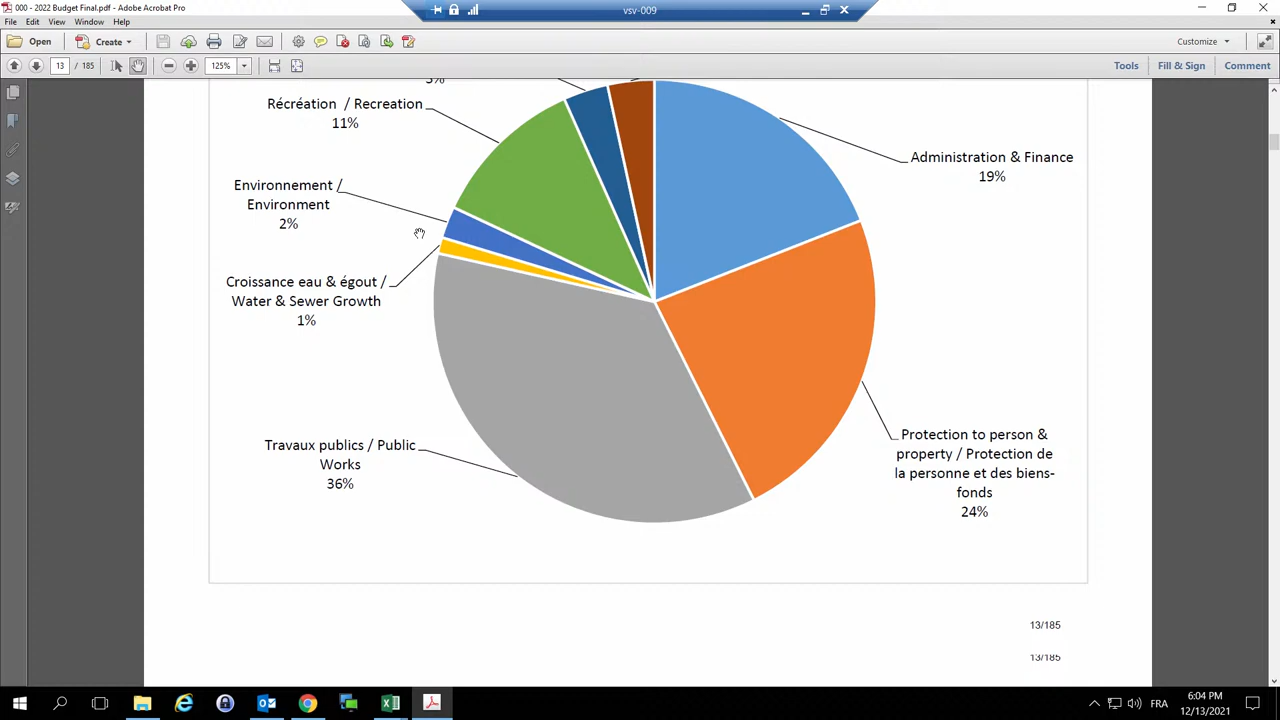 000 - 2022 Budget Final.pdf - Adobe Acrobat Pro
vsv-009
File Edit View Window Help
Open Create Customize
13 / 185 125% Tools Fill & Sign Comment
Récréation / Recreation
11%
Administration & Finance
19%
Environnement /
Environment
2%
Croissance eau & égout /
Water & Sewer Growth
1%
Travaux publics / Public
Works
36%
Protection to person &
property / Protection de
la personne et des biens-
fonds
24%
13/185
13/185
FR
6:04 PM
12/13/2021